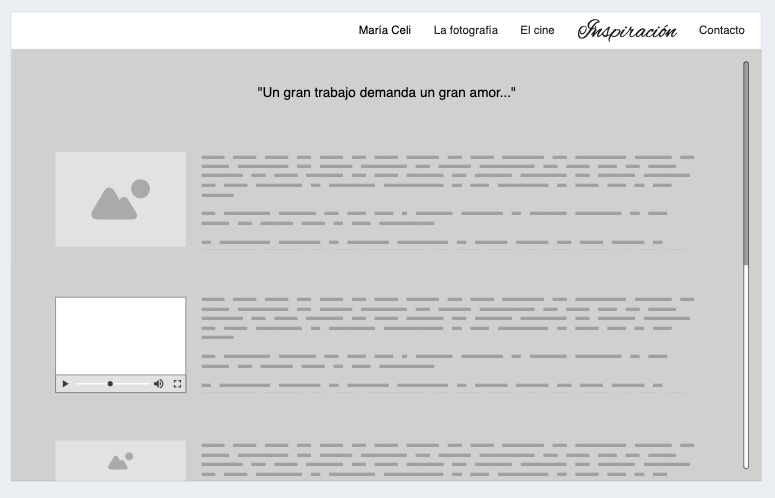 María Celi La fotografía El cine Inspiración Contacto
"Un gran trabajo demanda un gran amor..."